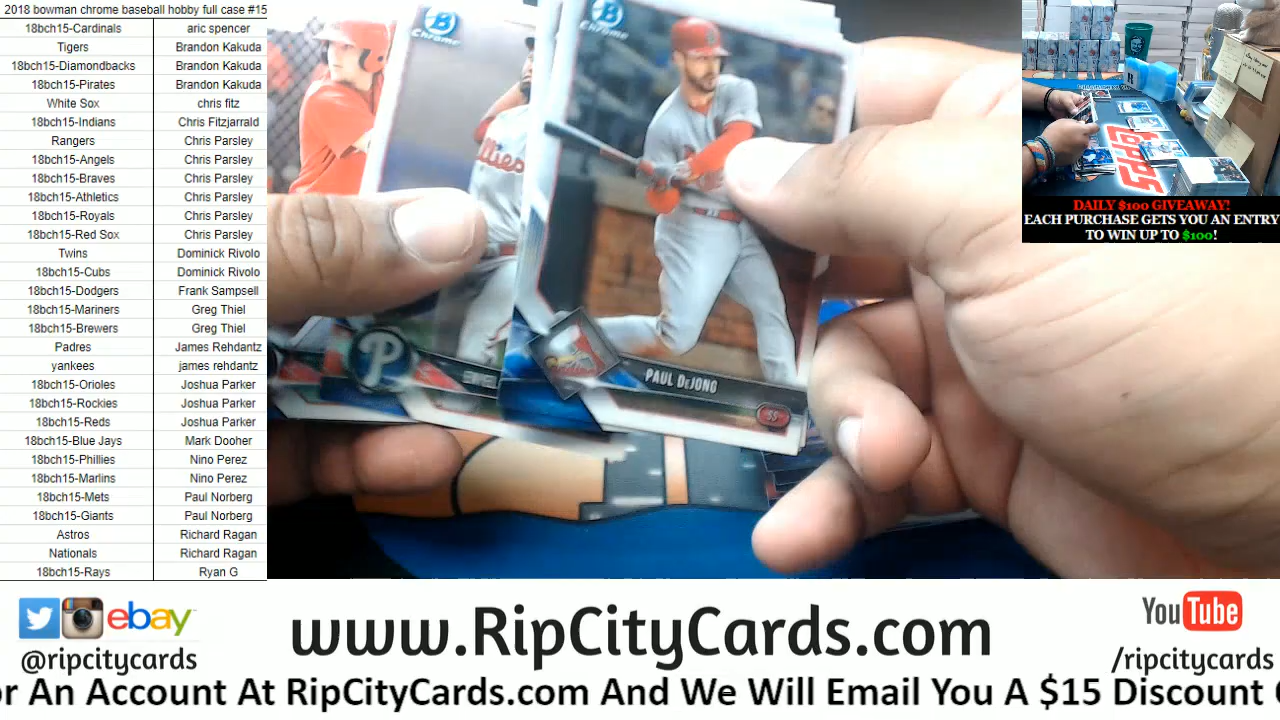 2018 bowman chrome baseball hobby full case #15
18bch15-Cardinals aric spencer
Tigers Brandon Kakuda
18bch15-Diamondbacks Brandon Kakuda
18bch15-Pirates Brandon Kakuda
White Sox chris fitz
18bch15-Indians Chris Fitzjarrald
Rangers Chris Parsley
18bch15-Angels Chris Parsley
18bch15-Braves Chris Parsley
18bch15-Athletics Chris Parsley
18bch15-Royals Chris Parsley
18bch15-Red Sox Chris Parsley
Twins Dominick Rivolo
18bch15-Cubs Dominick Rivolo
18bch15-Dodgers Frank Sampsell
18bch15-Mariners Greg Thiel
18bch15-Brewers Greg Thiel
Padres James Rehdantz
yankees james rehdantz
18bch15-Orioles Joshua Parker
18bch15-Rockies Joshua Parker
18bch15-Reds Joshua Parker
18bch15-Blue Jays Mark Dooher
18bch15-Phillies Nino Perez
18bch15-Marlins Nino Perez
18bch15-Mets Paul Norberg
18bch15-Giants Paul Norberg
Astros Richard Ragan
Nationals Richard Ragan
18bch15-Rays Ryan G
B Chrome
B Chrome
P
PAUL DeJONG
SS
TOPPS
DAILY $100 GIVEAWAY!
EACH PURCHASE GETS YOU AN ENTRY
TO WIN UP TO $100!
ebay
@ripcitycards
www.RipCityCards.com
YouTube
/ripcitycards
or An Account At RipCityCards.com And We Will Email You A $15 Discount